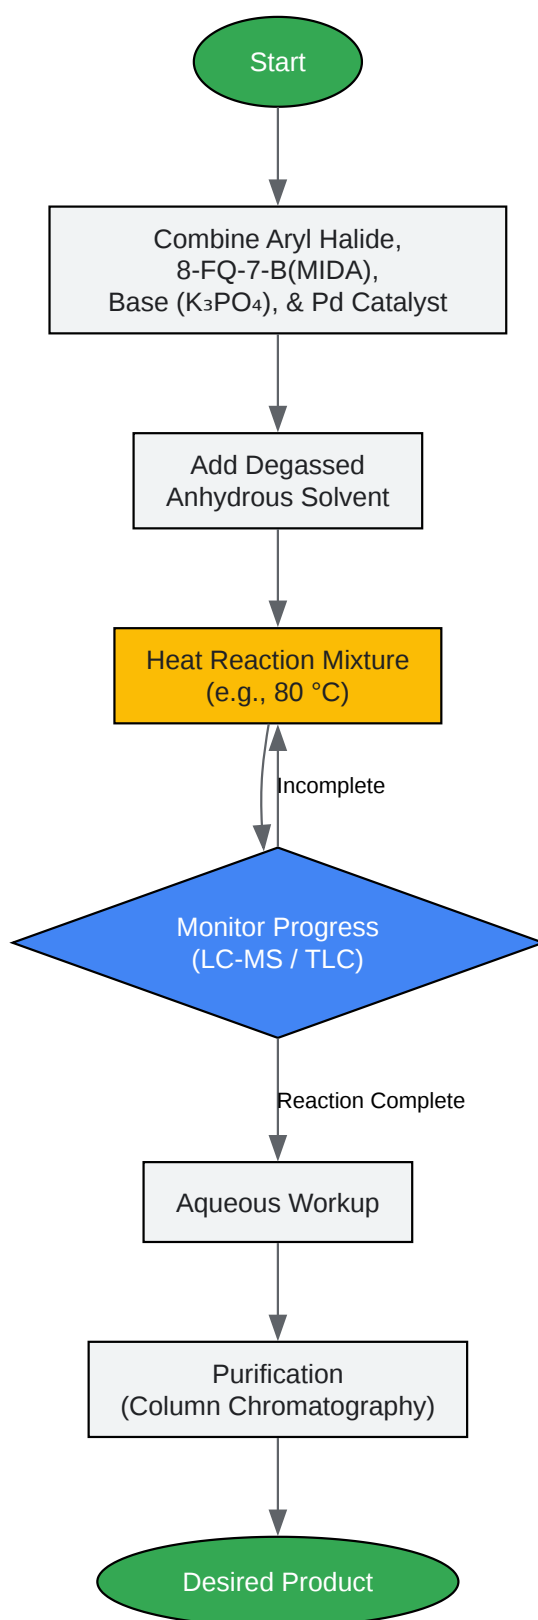 Start
Combine Aryl Halide,
8-FQ-7-B(MIDA),
Base (K₃PO₄), & Pd Catalyst
Add Degassed
Anhydrous Solvent
Heat Reaction Mixture
(e.g., 80 °C)
Incomplete
Monitor Progress
(LC-MS / TLC)
Reaction Complete
Aqueous Workup
Purification
(Column Chromatography)
Desired Product